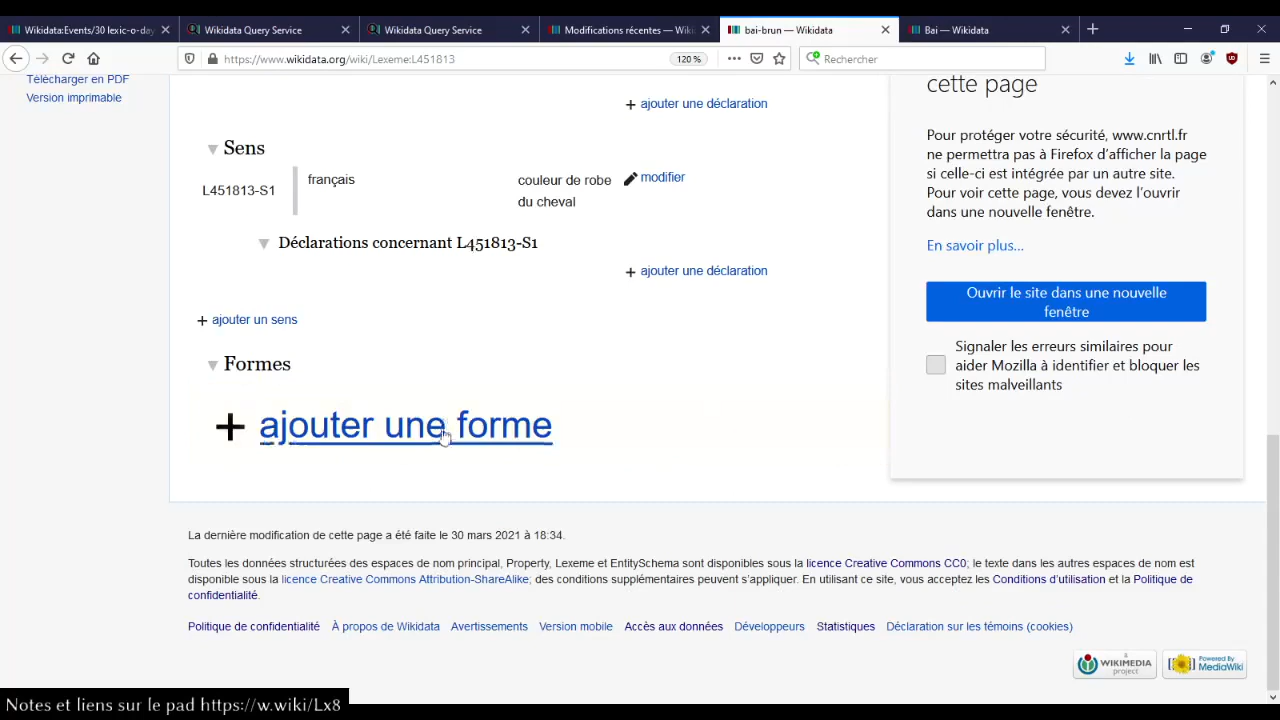 Wikidata:Events/30 lexic-o-day
Wikidata Query Service
Wikidata Query Service
Modifications récentes — Wiki
bai-brun — Wikidata
Bai — Wikidata
https://www.wikidata.org/wiki/Lexeme:L451813
120 %
Rechercher
Télécharger en PDF
Version imprimable
+ ajouter une déclaration
Sens
L451813-S1
français
couleur de robe
du cheval
modifier
Déclarations concernant L451813-S1
+ ajouter une déclaration
+ ajouter un sens
Formes
+ ajouter une forme
cette page
Pour protéger votre sécurité, www.cnrtl.fr
ne permettra pas à Firefox d'afficher la page
si celle-ci est intégrée par un autre site.
Pour voir cette page, vous devez l'ouvrir
dans une nouvelle fenêtre.
En savoir plus...
Ouvrir le site dans une nouvelle
fenêtre
Signaler les erreurs similaires pour
aider Mozilla à identifier et bloquer les
sites malveillants
La dernière modification de cette page a été faite le 30 mars 2021 à 18:34.
Toutes les données structurées des espaces de nom principal, Property, Lexeme et EntitySchema sont disponibles sous la licence Creative Commons CC0; le texte dans les autres espaces de nom est
disponible sous la licence Creative Commons Attribution-ShareAlike; des conditions supplémentaires peuvent s'appliquer. En utilisant ce site, vous acceptez les Conditions d'utilisation et la Politique de
confidentialité.
Politique de confidentialité
À propos de Wikidata
Avertissements
Version mobile
Accès aux données
Développeurs
Statistiques
Déclaration sur les témoins (cookies)
A
WIKIMEDIA
project
Powered By
MediaWiki
Notes et liens sur le pad https://w.wiki/Lx8